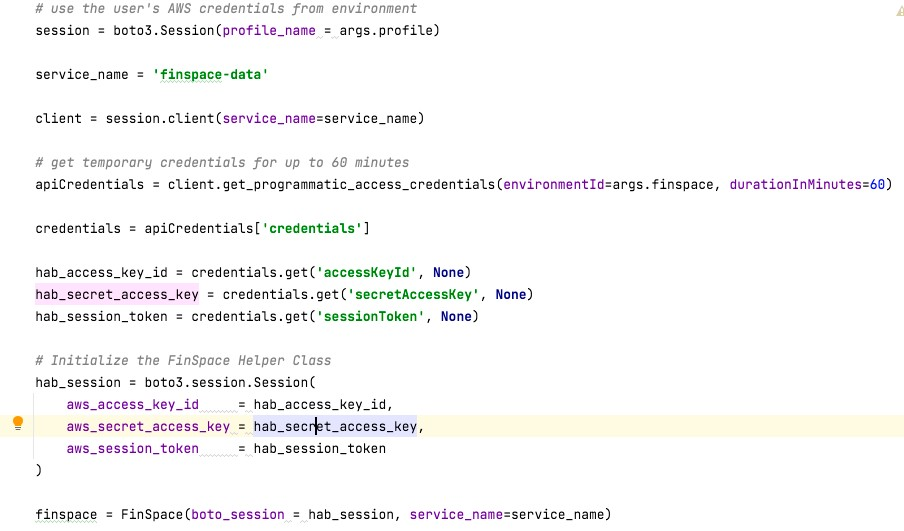 # use the user's AWS credentials from environment
session = boto3.Session(profile_name = args.profile)
service_name = 'finspace-data'
client = session.client(service_name=service_name)
# get temporary credentials for up to 60 minutes
apiCredentials = client.get_programmatic_access_credentials(environmentId=args.finspace, durationInMinutes=60)
credentials = apiCredentials['credentials']
hab_access_key_id = credentials.get('accessKeyId', None)
hab_secret_access_key = credentials.get('secretAccessKey', None)
hab_session_token = credentials.get('sessionToken', None)
# Initialize the FinSpace Helper Class
hab_session = boto3.session.Session(
    aws_access_key_id     = hab_access_key_id,
    aws_secret_access_key = hab_secret_access_key,
    aws_session_token     = hab_session_token
)
finspace = FinSpace(boto_session = hab_session, service_name=service_name)